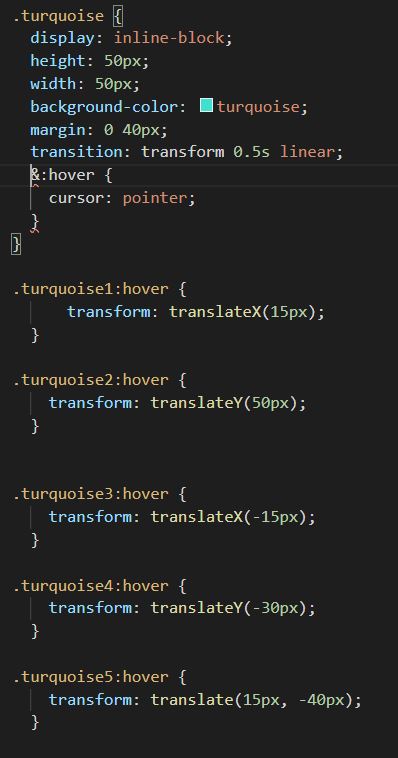 .turquoise {
  display: inline-block;
  height: 50px;
  width: 50px;
  background-color: turquoise;
  margin: 0 40px;
  transition: transform 0.5s linear;
  &:hover {
    cursor: pointer;
  }
}

.turquoise1:hover {
      transform: translateX(15px);
  }

.turquoise2:hover {
    transform: translateY(50px);
  }


.turquoise3:hover {
    transform: translateX(-15px);
  }

.turquoise4:hover {
    transform: translateY(-30px);
  }

.turquoise5:hover {
    transform: translate(15px, -40px);
  }